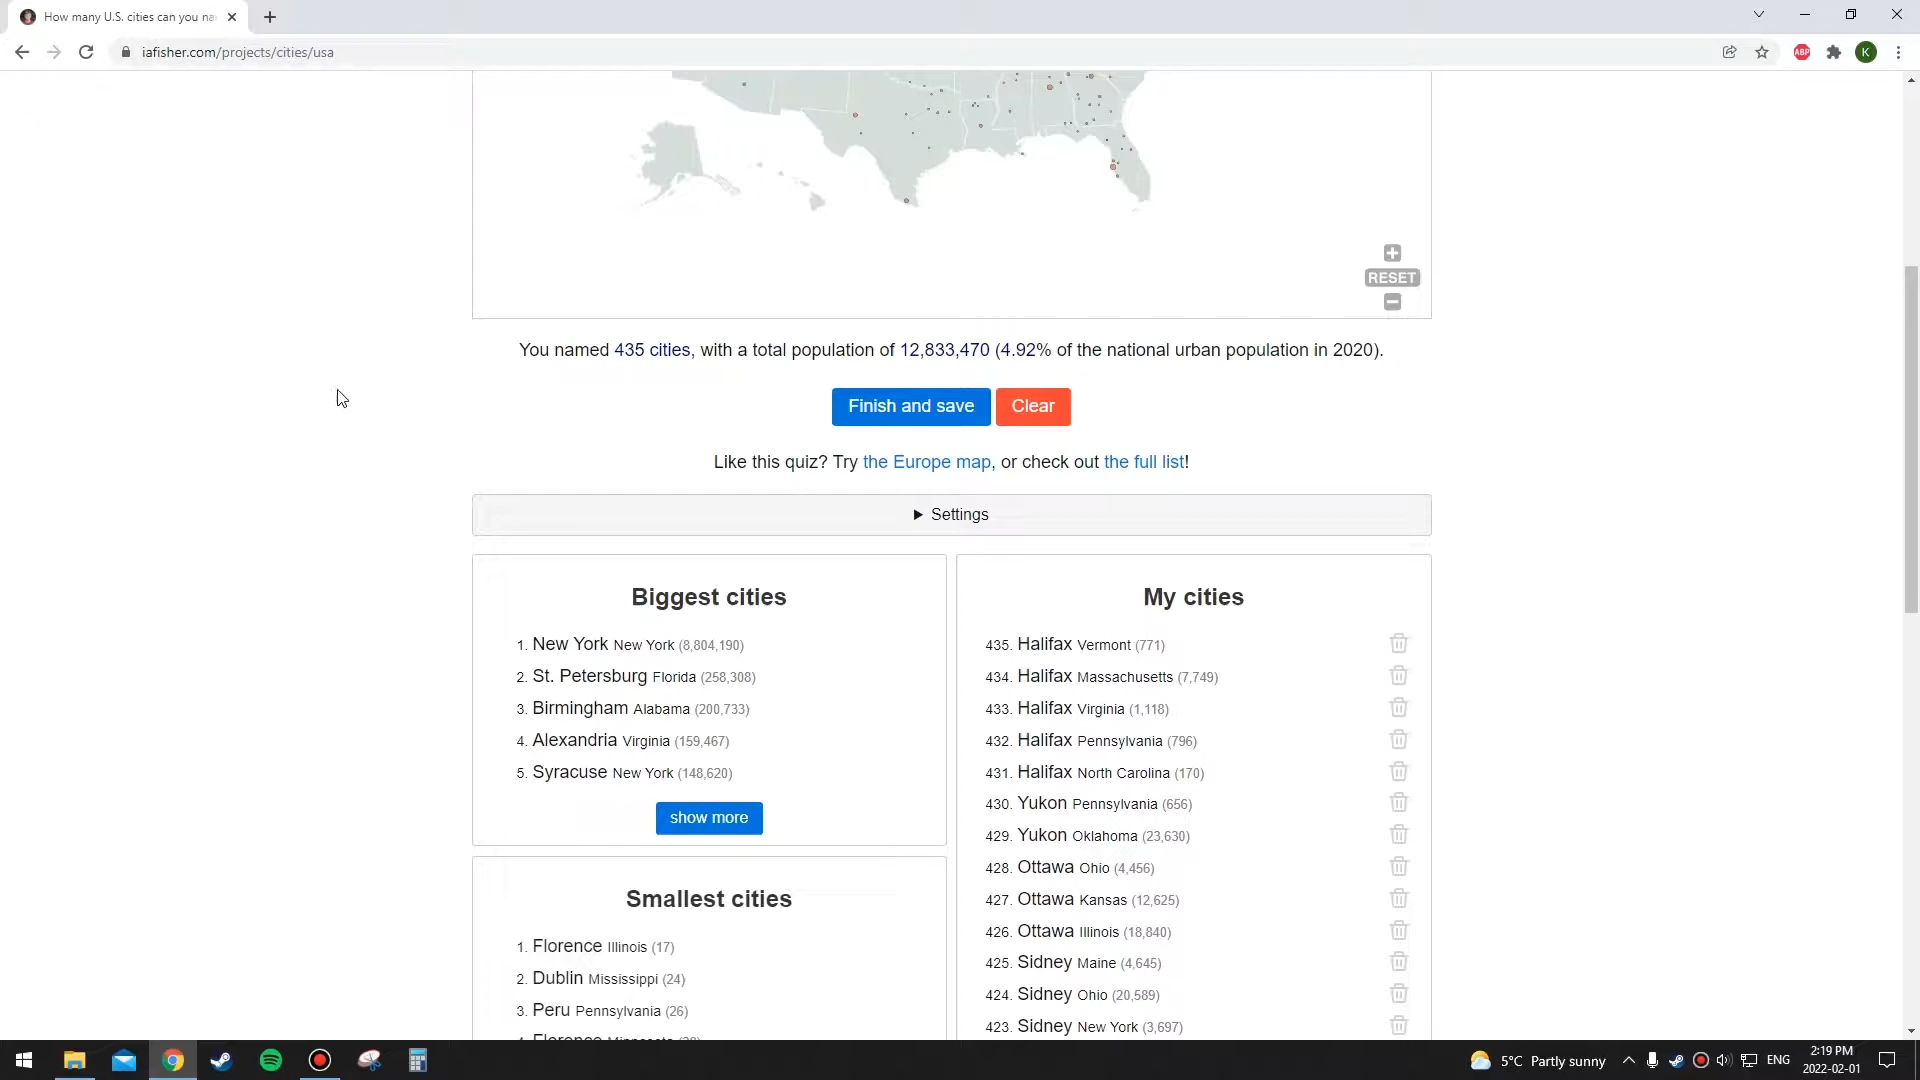 How many U.S. cities can you na
iafisher.com/projects/cities/usa
ABP
K
RESET
You named 435 cities, with a total population of 12,833,470 (4.92% of the national urban population in 2020).
Finish and save
Clear
Like this quiz? Try the Europe map, or check out the full list!
Settings
Biggest cities
1. New York New York (8,804,190)
2. St. Petersburg Florida (258,308)
3. Birmingham Alabama (200,733)
4. Alexandria Virginia (159,467)
5. Syracuse New York (148,620)
show more
Smallest cities
1. Florence Illinois (17)
2. Dublin Mississippi (24)
3. Peru Pennsylvania (26)
My cities
435. Halifax Vermont (771)
434. Halifax Massachusetts (7,749)
433. Halifax Virginia (1,118)
432. Halifax Pennsylvania (796)
431. Halifax North Carolina (170)
430. Yukon Pennsylvania (656)
429. Yukon Oklahoma (23,630)
428. Ottawa Ohio (4,456)
427. Ottawa Kansas (12,625)
426. Ottawa Illinois (18,840)
425. Sidney Maine (4,645)
424. Sidney Ohio (20,589)
423. Sidney New York (3,697)
5°C Partly sunny
ENG
2:19 PM
2022-02-01